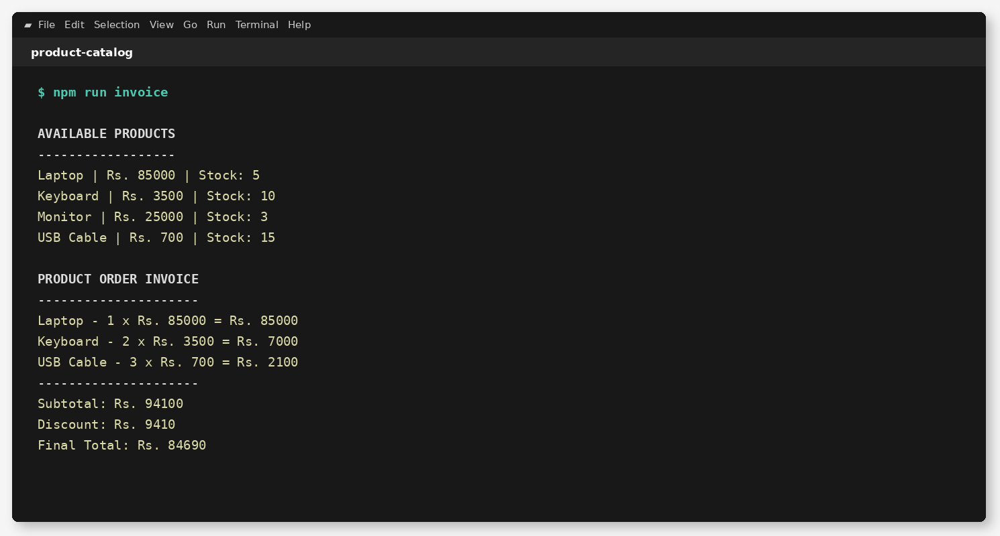 File Edit Selection View Go Run Terminal Help
product-catalog
$ npm run invoice
AVAILABLE PRODUCTS
------------------
Laptop | Rs. 85000 | Stock: 5
Keyboard | Rs. 3500 | Stock: 10
Monitor | Rs. 25000 | Stock: 3
USB Cable | Rs. 700 | Stock: 15
PRODUCT ORDER INVOICE
---------------------
Laptop - 1 x Rs. 85000 = Rs. 85000
Keyboard - 2 x Rs. 3500 = Rs. 7000
USB Cable - 3 x Rs. 700 = Rs. 2100
---------------------
Subtotal: Rs. 94100
Discount: Rs. 9410
Final Total: Rs. 84690